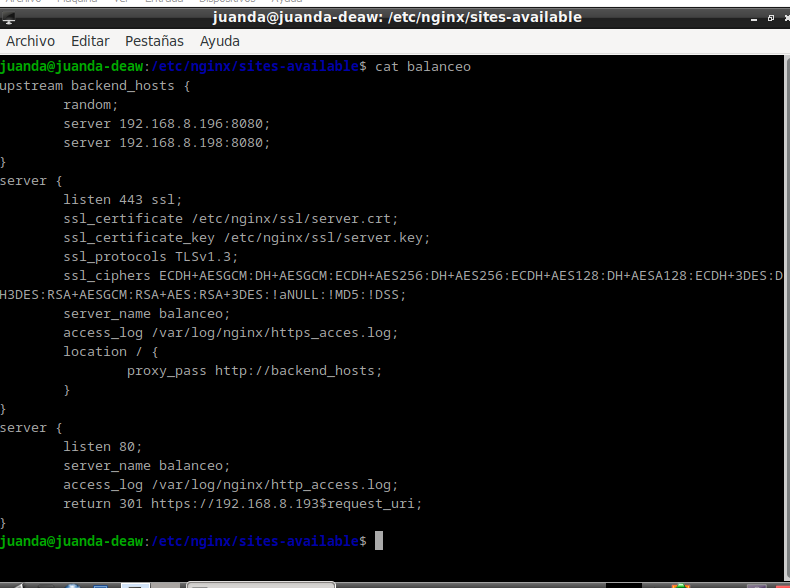 juanda@juanda-deaw: /etc/nginx/sites-available
Archivo Editar Pestañas Ayuda
juanda@juanda-deaw:/etc/nginx/sites-available$ cat balanceo
upstream backend_hosts {
        random;
        server 192.168.8.196:8080;
        server 192.168.8.198:8080;
}
server {
        listen 443 ssl;
        ssl_certificate /etc/nginx/ssl/server.crt;
        ssl_certificate_key /etc/nginx/ssl/server.key;
        ssl_protocols TLSv1.3;
        ssl_ciphers ECDH+AESGCM:DH+AESGCM:ECDH+AES256:DH+AES256:ECDH+AES128:DH+AESA128:ECDH+3DES:D
H3DES:RSA+AESGCM:RSA+AES:RSA+3DES:!aNULL:!MD5:!DSS;
        server_name balanceo;
        access_log /var/log/nginx/https_acces.log;
        location / {
                proxy_pass http://backend_hosts;
        }
}
server {
        listen 80;
        server_name balanceo;
        access_log /var/log/nginx/http_access.log;
        return 301 https://192.168.8.193$request_uri;
}
juanda@juanda-deaw:/etc/nginx/sites-available$